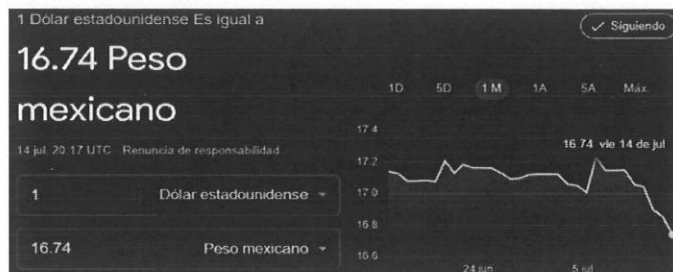 1 Dólar estadounidense Es igual a
16.74 Peso
mexicano
14 jul. 20:17 UTC · Renuncia de responsabilidad
1 Dólar estadounidense
16.74 Peso mexicano
Siguiendo
1D 5D 1 M 1A 5A Máx.
17.4
16.74 vie 14 de jul
17.2
17.0
16.8
16.6
24 jun 5 jul